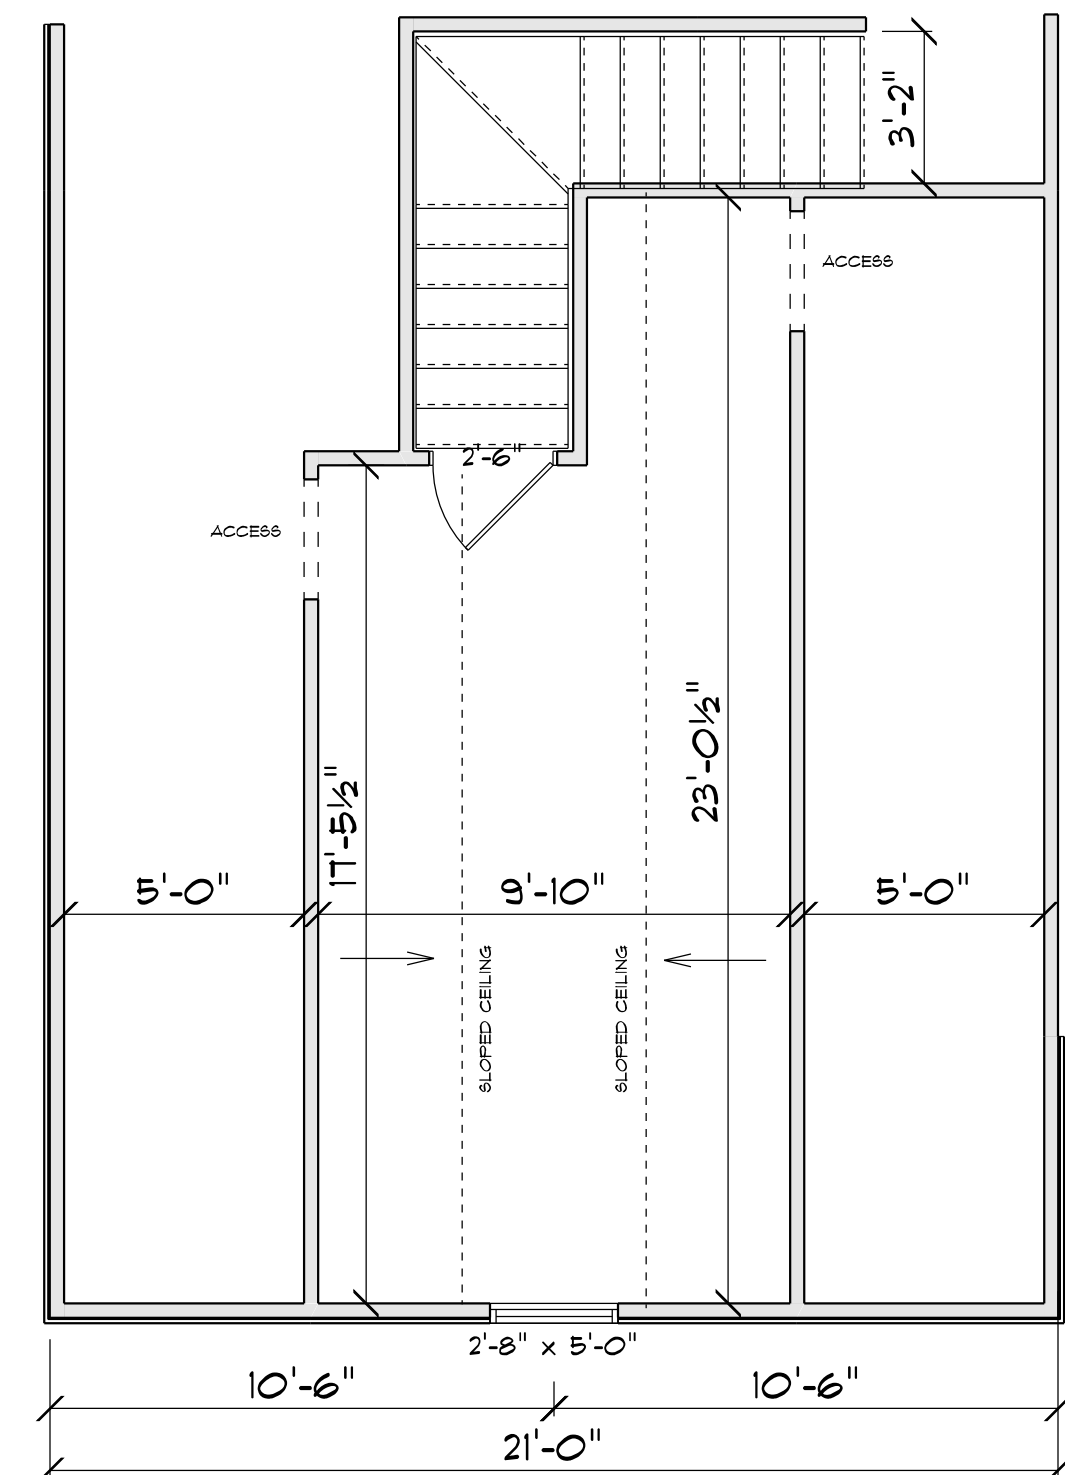 3'-2"
ACCESS
2'-6"
ACCESS
23'-0½"
17'-5½"
5'-0"
9'-10"
5'-0"
SLOPED CEILING
SLOPED CEILING
2'-8" x 5'-0"
10'-6"
10'-6"
21'-0"